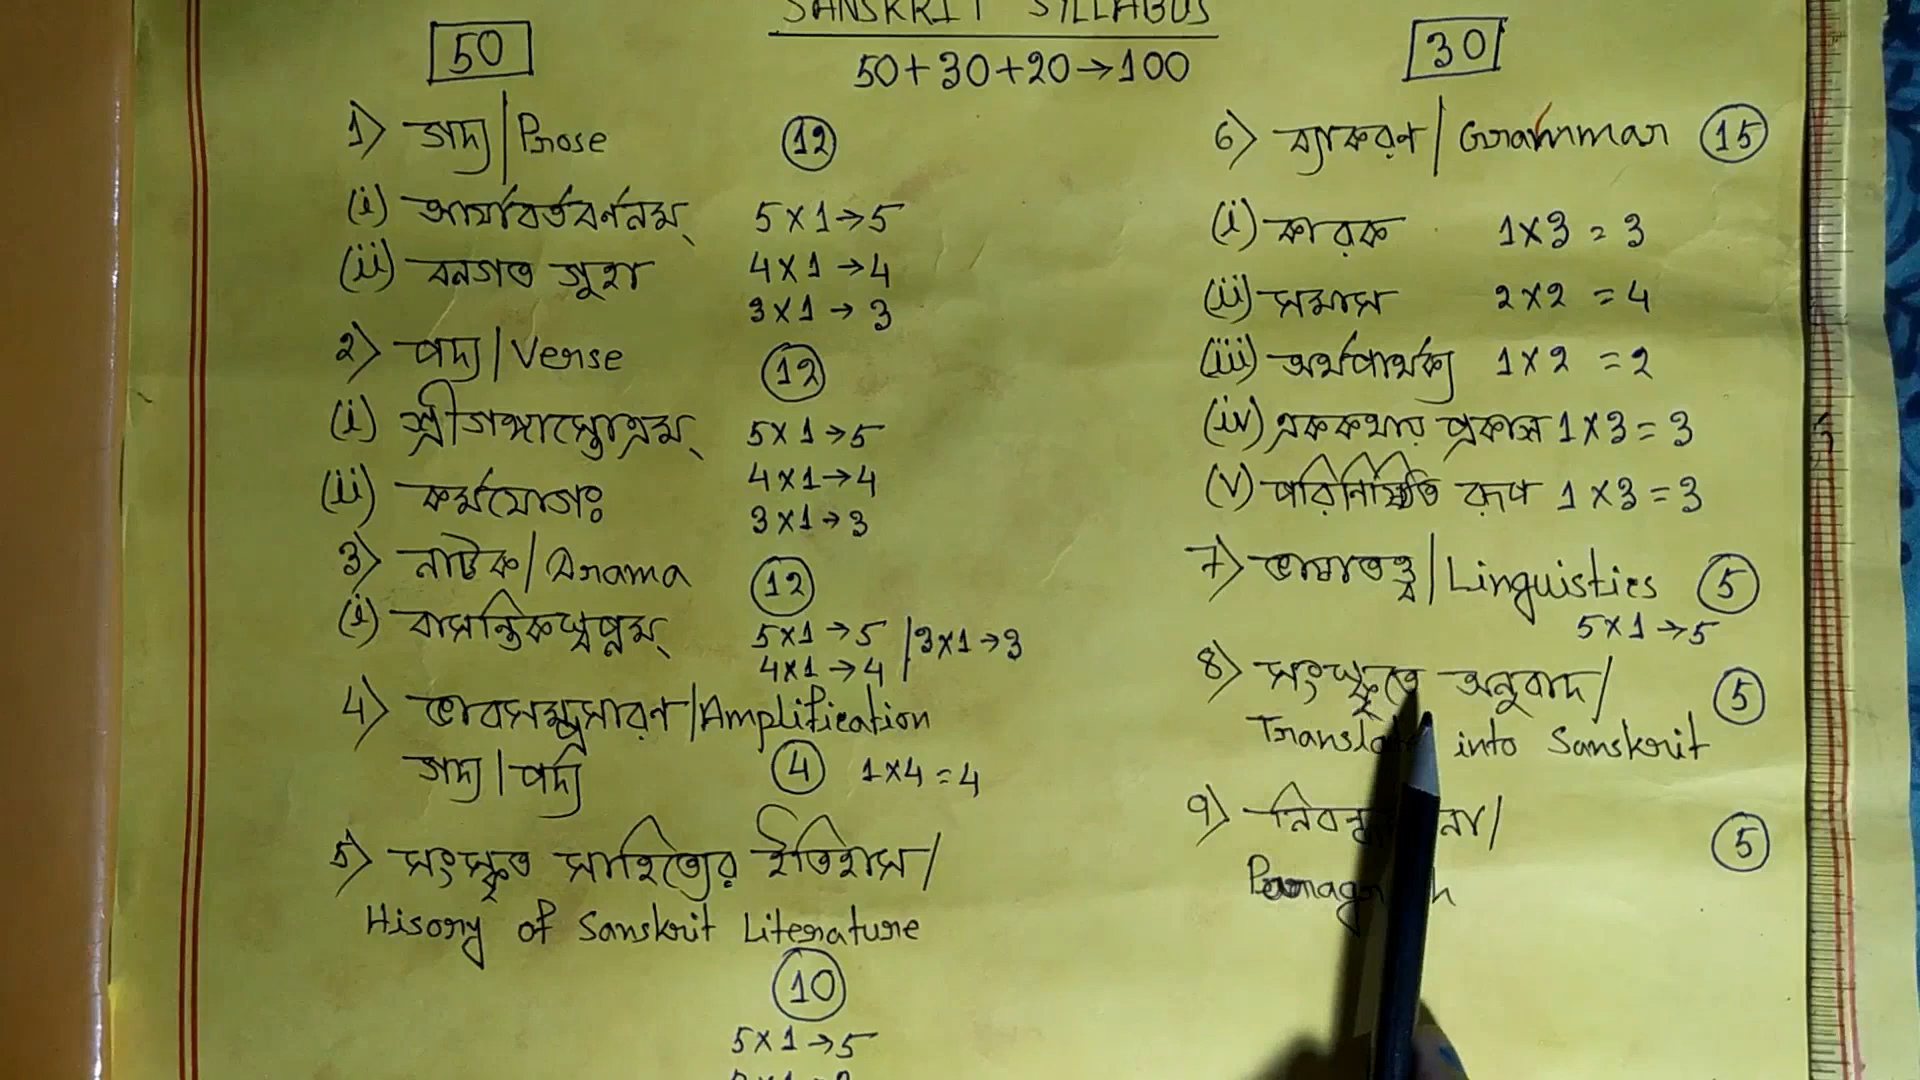 SANSKRIT SYLLABUS
50+30+20→100
50
1) গদ্য/Prose 12
(i) আর্যাবর্তবর্ণনম্ 5×1→5
(ii) বনগত গুহা 4×1→4
3×1→3
2) পদ্য/Verse 12
(i) শ্রীগঙ্গাস্তোত্রম্ 5×1→5
(ii) কর্মযোগঃ 4×1→4
3×1→3
3) নাটক/Drama 12
(i) বাসন্তিকস্বপ্নম্ 5×1→5 /3×1→3
4×1→4
4) ভাবসম্প্রসারণ/Amplification
গদ্য/পদ্য 4 1×4=4
5) সংস্কৃত সাহিত্যের ইতিহাস/
Hisory of Sanskrit Literature
10
5×1→5
30
6) ব্যাকরণ/Grammar 15
(i) কারক 1×3=3
(ii) সমাস 2×2=4
(iii) অর্থপার্থক্য 1×2=2
(iv) এককথায় প্রকাশ 1×3=3
(v) রূপ 1×3=3
7) ভাষাতত্ত্ব/Linguistics 5
5×1→5
8) সংস্কৃতে অনুবাদ/ 5
into Sanskrit
9) 5